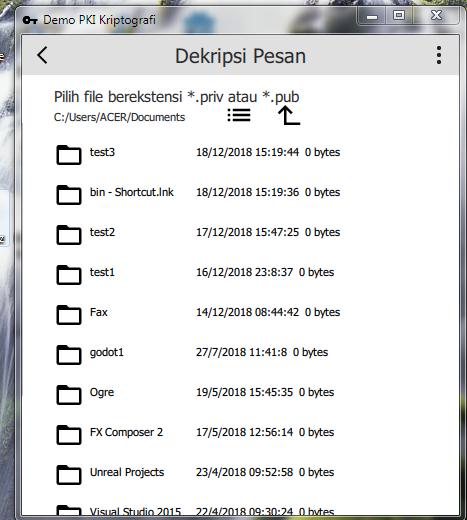 Demo PKI Kriptografi
Dekripsi Pesan
Pilih file berekstensi *.priv atau *.pub
C:/Users/ACER/Documents
test3 18/12/2018 15:19:44 0 bytes
bin - Shortcut.lnk 18/12/2018 15:19:36 0 bytes
test2 17/12/2018 15:47:25 0 bytes
test1 16/12/2018 23:8:37 0 bytes
Fax 14/12/2018 08:44:42 0 bytes
godot1 27/7/2018 11:41:8 0 bytes
Ogre 19/5/2018 15:45:35 0 bytes
FX Composer 2 17/5/2018 12:56:14 0 bytes
Unreal Projects 23/4/2018 09:52:58 0 bytes
Visual Studio 2015 22/4/2018 09:30:24 0 bytes